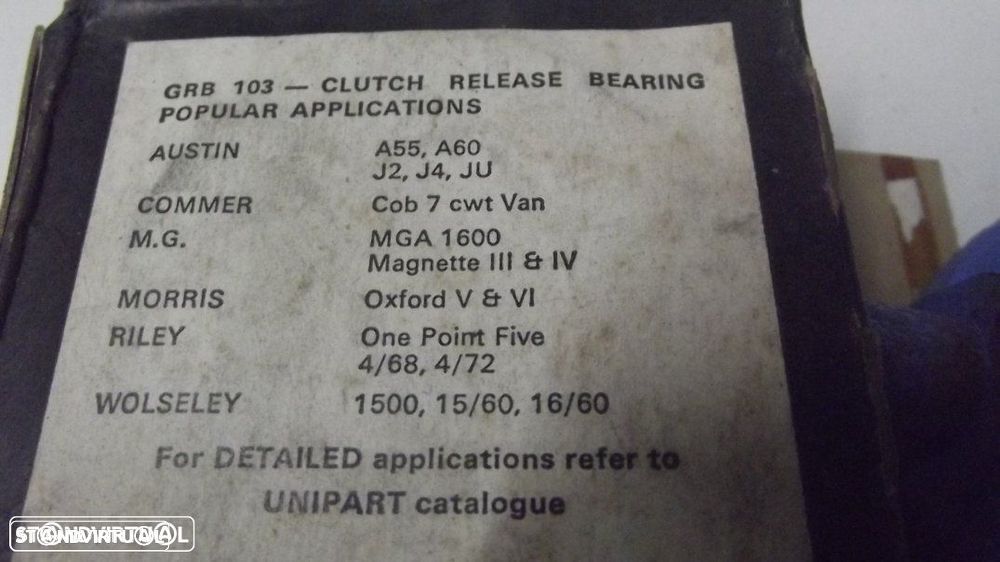 GRB 103 — CLUTCH RELEASE BEARING
POPULAR APPLICATIONS
AUSTIN A55, A60
J2, J4, JU
COMMER Cob 7 cwt Van
M.G. MGA 1600
Magnette III & IV
MORRIS Oxford V & VI
RILEY One Point Five
4/68, 4/72
WOLSELEY 1500, 15/60, 16/60
For DETAILED applications refer to
UNIPART catalogue